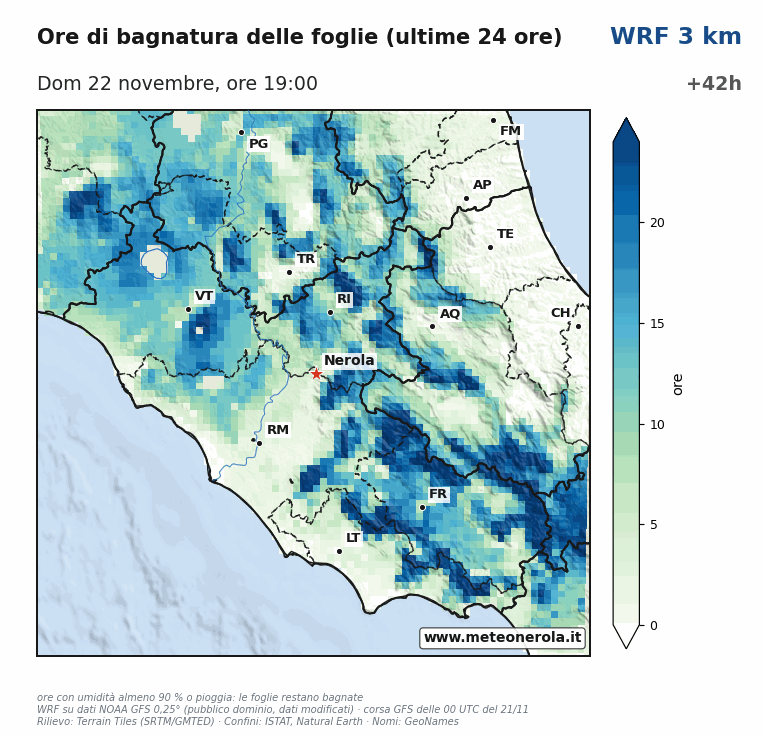 Ore di bagnatura delle foglie (ultime 24 ore)
WRF 3 km
Dom 22 novembre, ore 19:00
+42h
FM
PG
AP
TE
TR
VT
RI
AQ
CH
Nerola
RM
FR
LT
www.meteonerola.it
20
15
10
5
0
ore
ore con umidità almeno 90 % o pioggia: le foglie restano bagnate
WRF su dati NOAA GFS 0,25° (pubblico dominio, dati modificati) · corsa GFS delle 00 UTC del 21/11
Rilievo: Terrain Tiles (SRTM/GMTED) · Confini: ISTAT, Natural Earth · Nomi: GeoNames